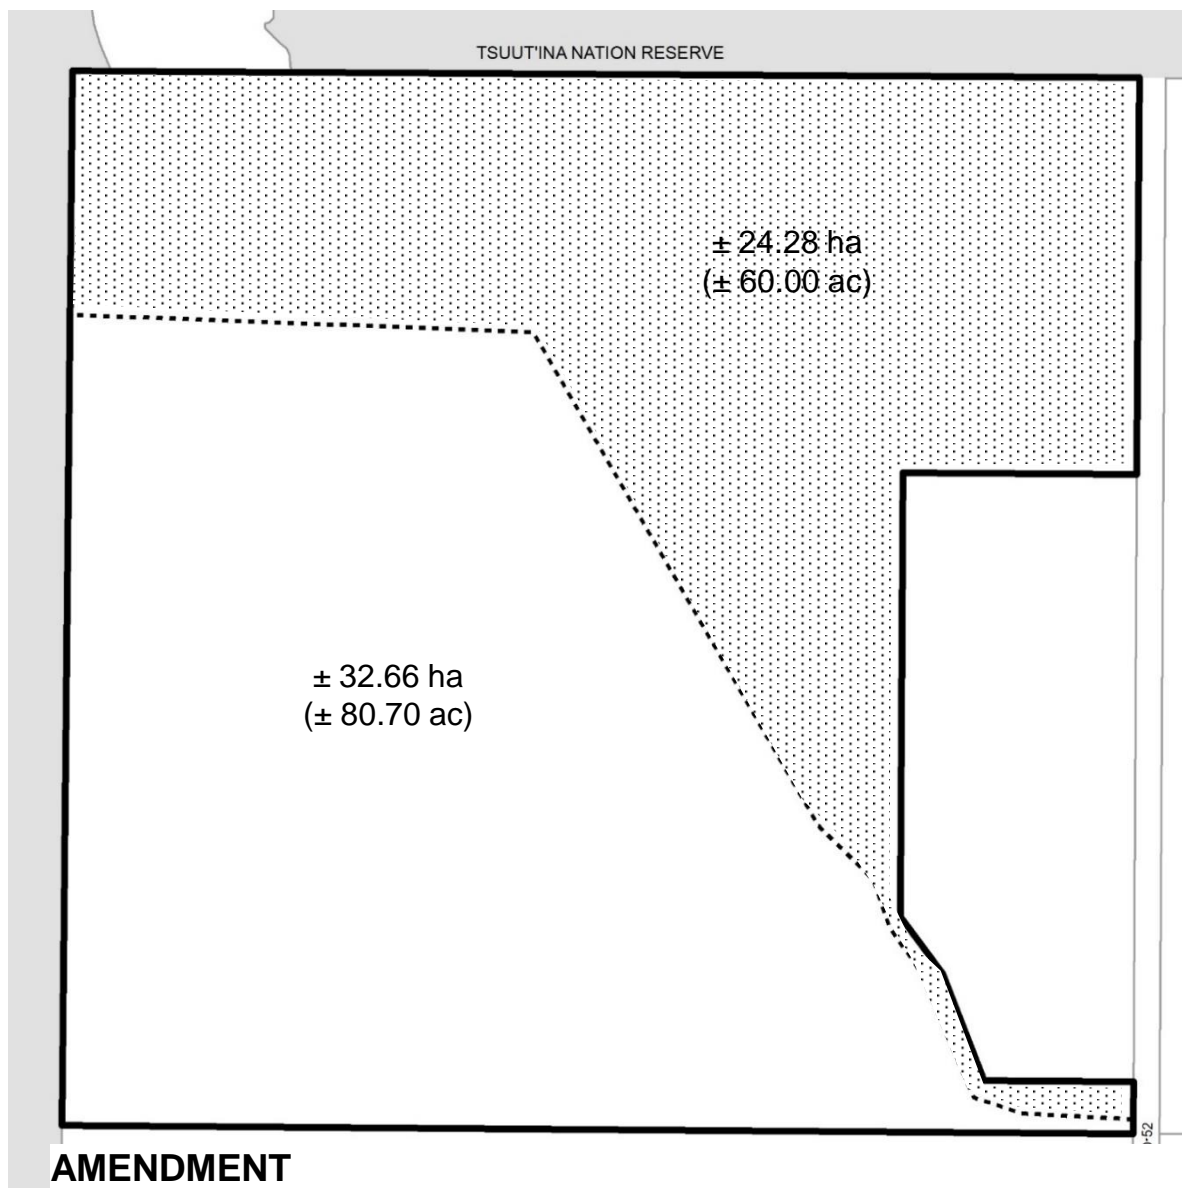 TSUUT'INA NATION RESERVE
± 24.28 ha
(± 60.00 ac)
± 32.66 ha
(± 80.70 ac)
AMENDMENT